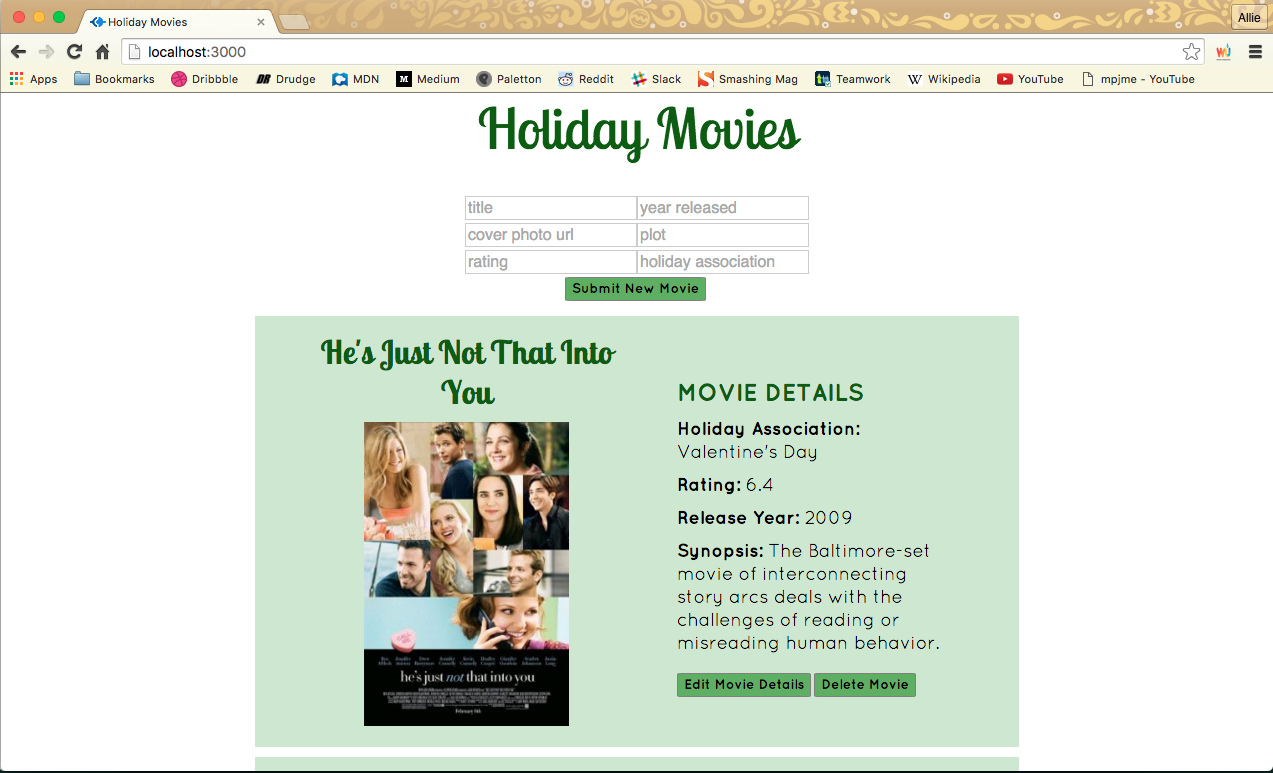 Holiday Movies
Allie
localhost:3000
Apps Bookmarks Dribbble DR Drudge MDN M Medium Paletton Reddit Slack S Smashing Mag Teamwork W Wikipedia YouTube mpjme - YouTube
Holiday Movies
title year released
cover photo url plot
rating holiday association
Submit New Movie
He's Just Not That Into
You
he's just not that into you
February 6th
MOVIE DETAILS
Holiday Association:
Valentine's Day
Rating: 6.4
Release Year: 2009
Synopsis: The Baltimore-set
movie of interconnecting
story arcs deals with the
challenges of reading or
misreading human behavior.
Edit Movie Details Delete Movie